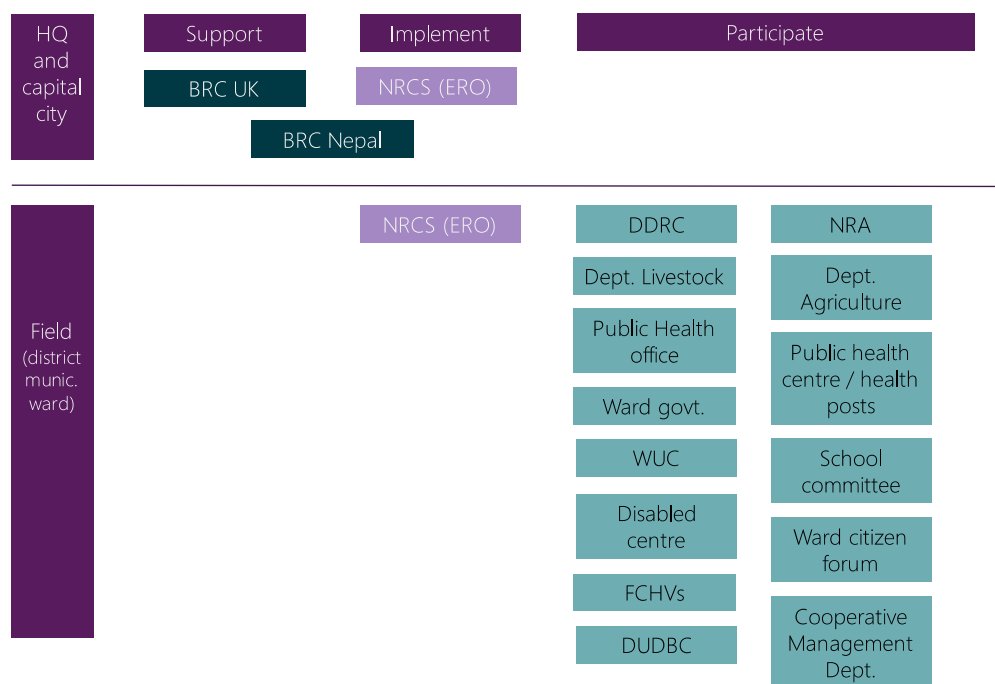 HQ
and
capital
city
Support
Implement
Participate
BRC UK
NRCS (ERO)
BRC Nepal
Field
(district
munic.
ward)
NRCS (ERO)
DDRC
NRA
Dept. Livestock
Dept.
Agriculture
Public Health
office
Public health
centre / health
posts
Ward govt.
WUC
School
committee
Disabled
centre
Ward citizen
forum
FCHVs
Cooperative
Management
Dept.
DUDBC